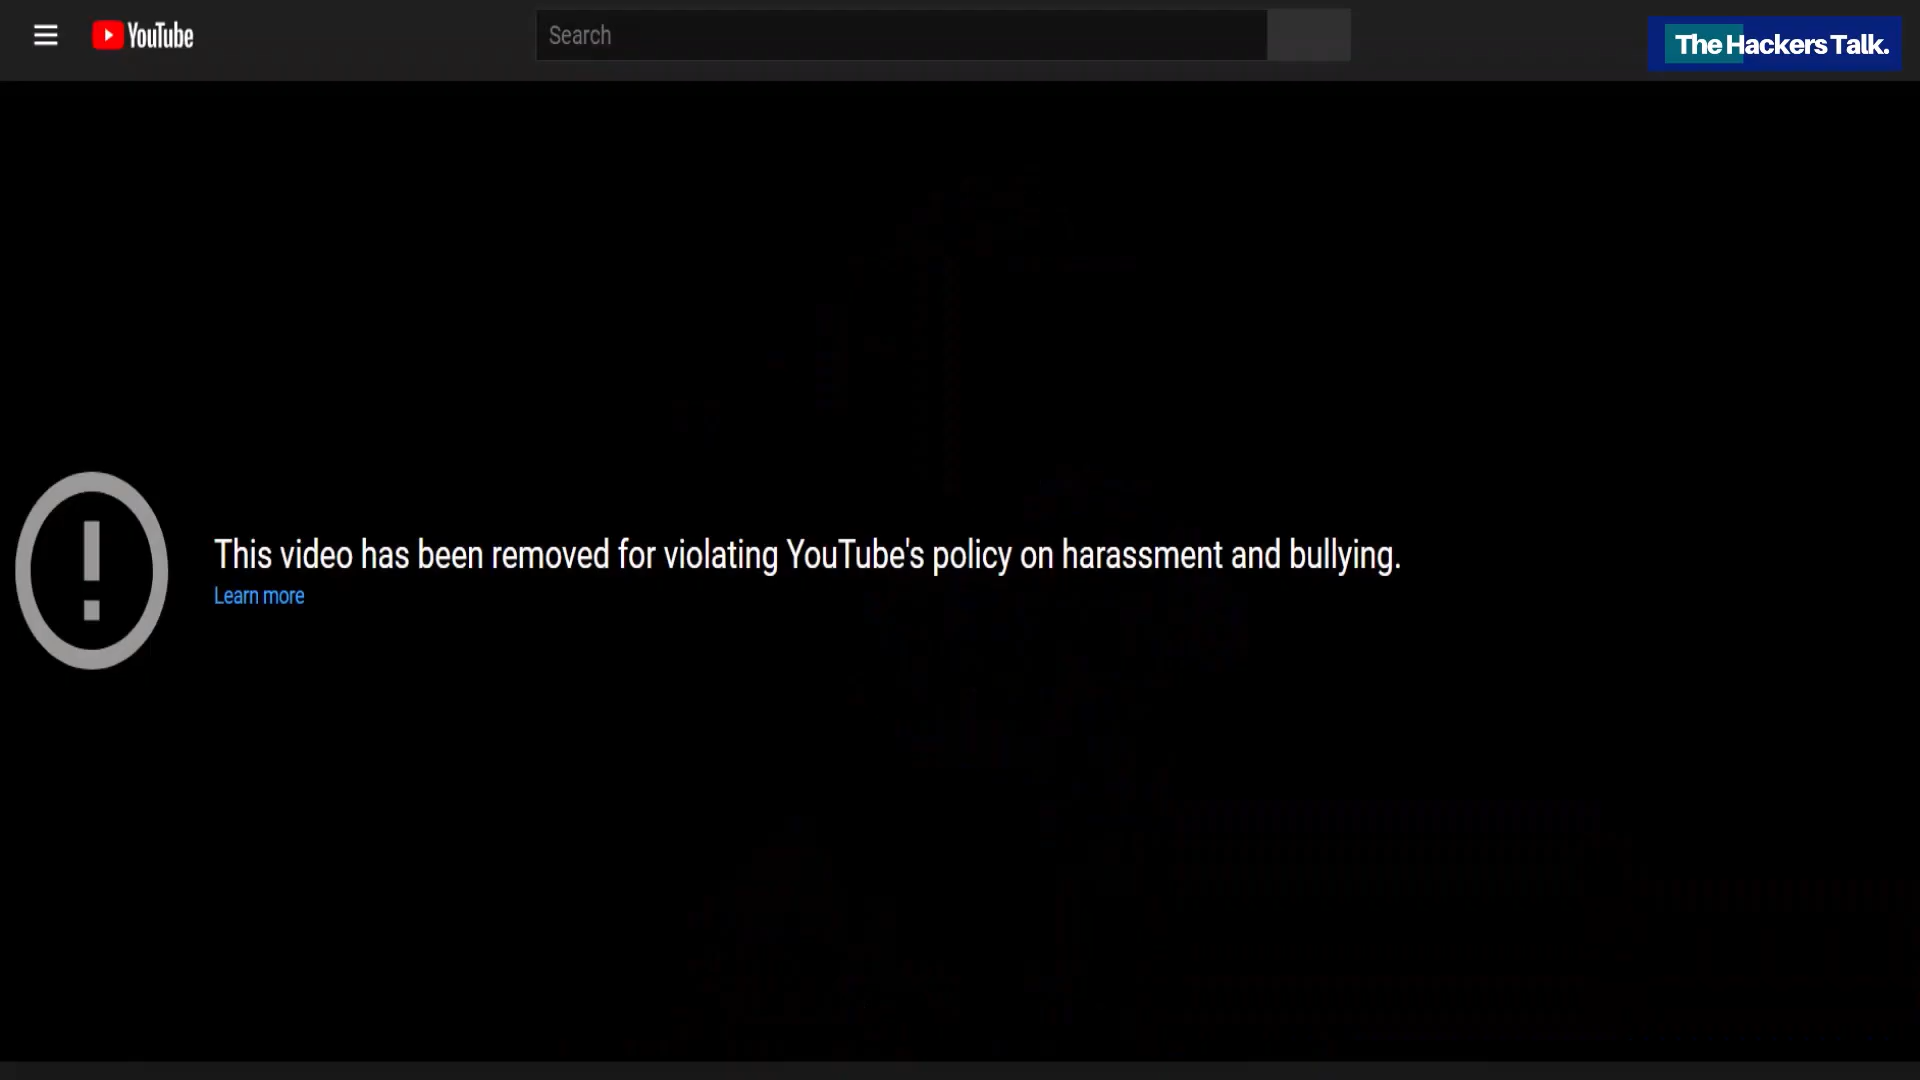 YouTube
Search
The Hackers Talk.
This video has been removed for violating YouTube's policy on harassment and bullying.
Learn more